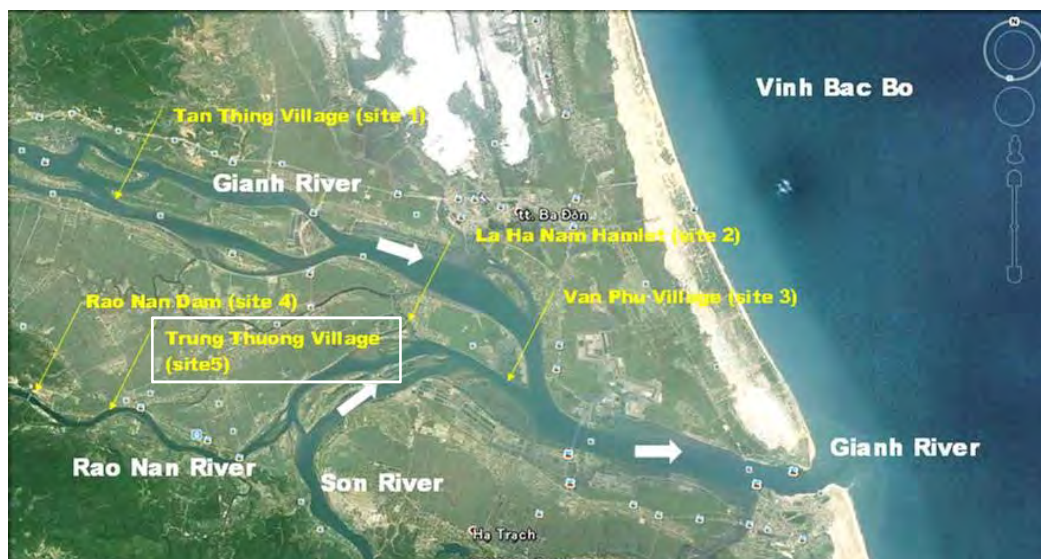 N
Vinh Bac Bo
Tan Thing Village (site 1)
Gianh River
tt. Ba Đồn
La Ha Nam Hamlet (site 2)
Rao Nan Dam (site 4)
Van Phu Village (site 3)
Trung Thuong Village
(site5)
Gianh River
Rao Nan River
Son River
Hạ Trạch